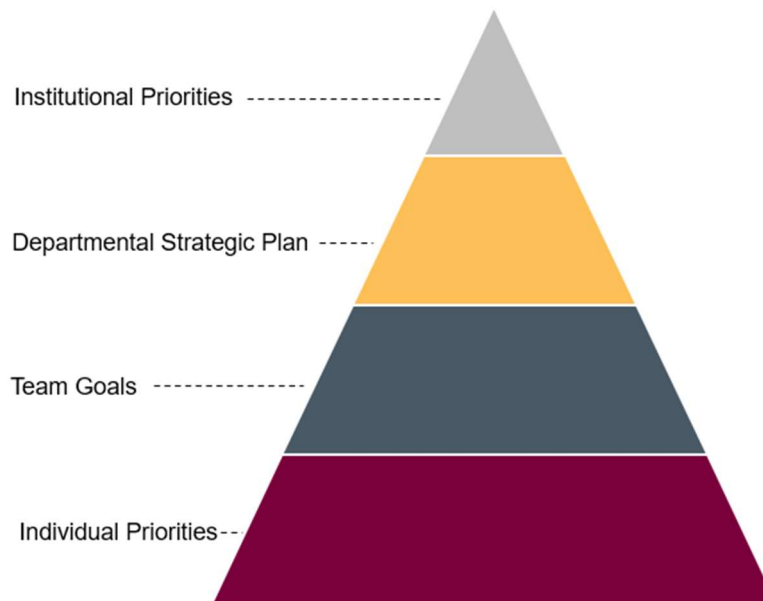 Institutional Priorities
Departmental Strategic Plan
Team Goals
Individual Priorities